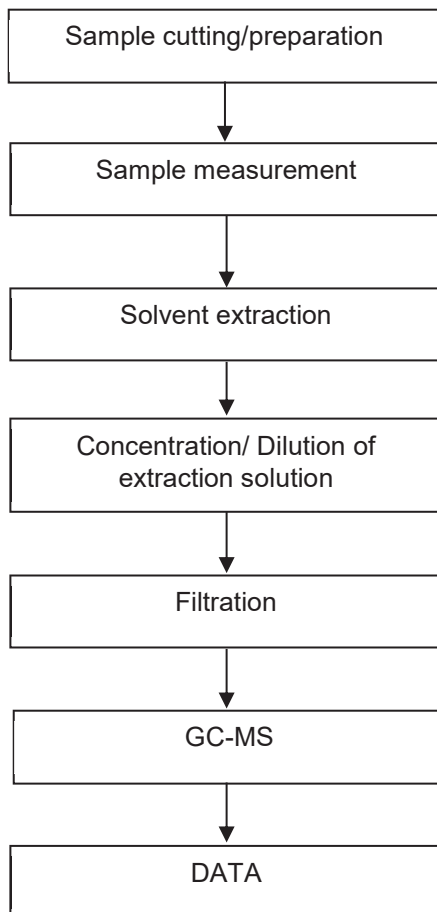 Sample cutting/preparation
Sample measurement
Solvent extraction
Concentration/ Dilution of
extraction solution
Filtration
GC-MS
DATA